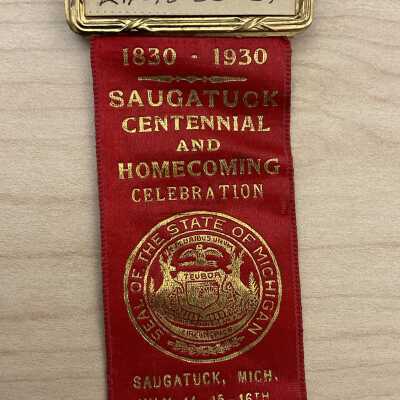 1830 - 1930
SAUGATUCK
CENTENNIAL
AND
HOMECOMING
CELEBRATION
SEAL OF THE STATE OF MICHIGAN
TUEBOR
SAUGATUCK, MICH.